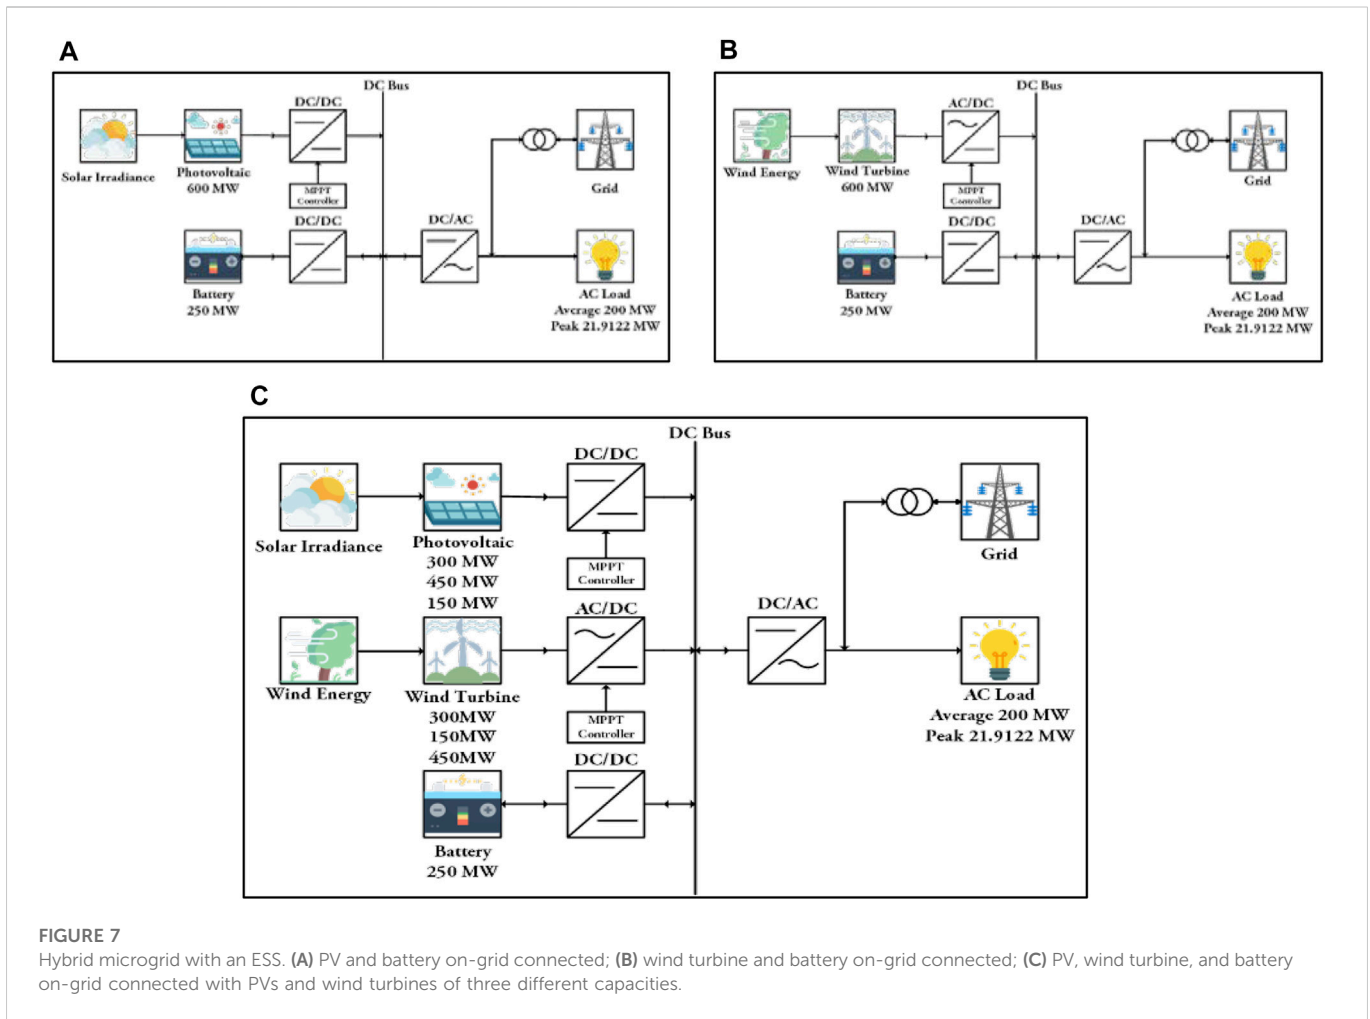 A
DC Bus
DC/DC
Solar Irradiance
Photovoltaic
600 MW
MPPT
Controller
Grid
DC/DC
DC/AC
Battery
250 MW
AC Load
Average 200 MW
Peak 21.9122 MW
B
DC Bus
AC/DC
Wind Energy
Wind Turbine
600 MW
MPPT
Controller
Grid
DC/DC
DC/AC
Battery
250 MW
AC Load
Average 200 MW
Peak 21.9122 MW
C
DC Bus
DC/DC
Solar Irradiance
Photovoltaic
300 MW
450 MW
150 MW
MPPT
Controller
Grid
AC/DC
DC/AC
Wind Energy
Wind Turbine
300MW
150MW
450MW
MPPT
Controller
AC Load
Average 200 MW
Peak 21.9122 MW
DC/DC
Battery
250 MW
FIGURE 7
Hybrid microgrid with an ESS. (A) PV and battery on-grid connected; (B) wind turbine and battery on-grid connected; (C) PV, wind turbine, and battery
on-grid connected with PVs and wind turbines of three different capacities.